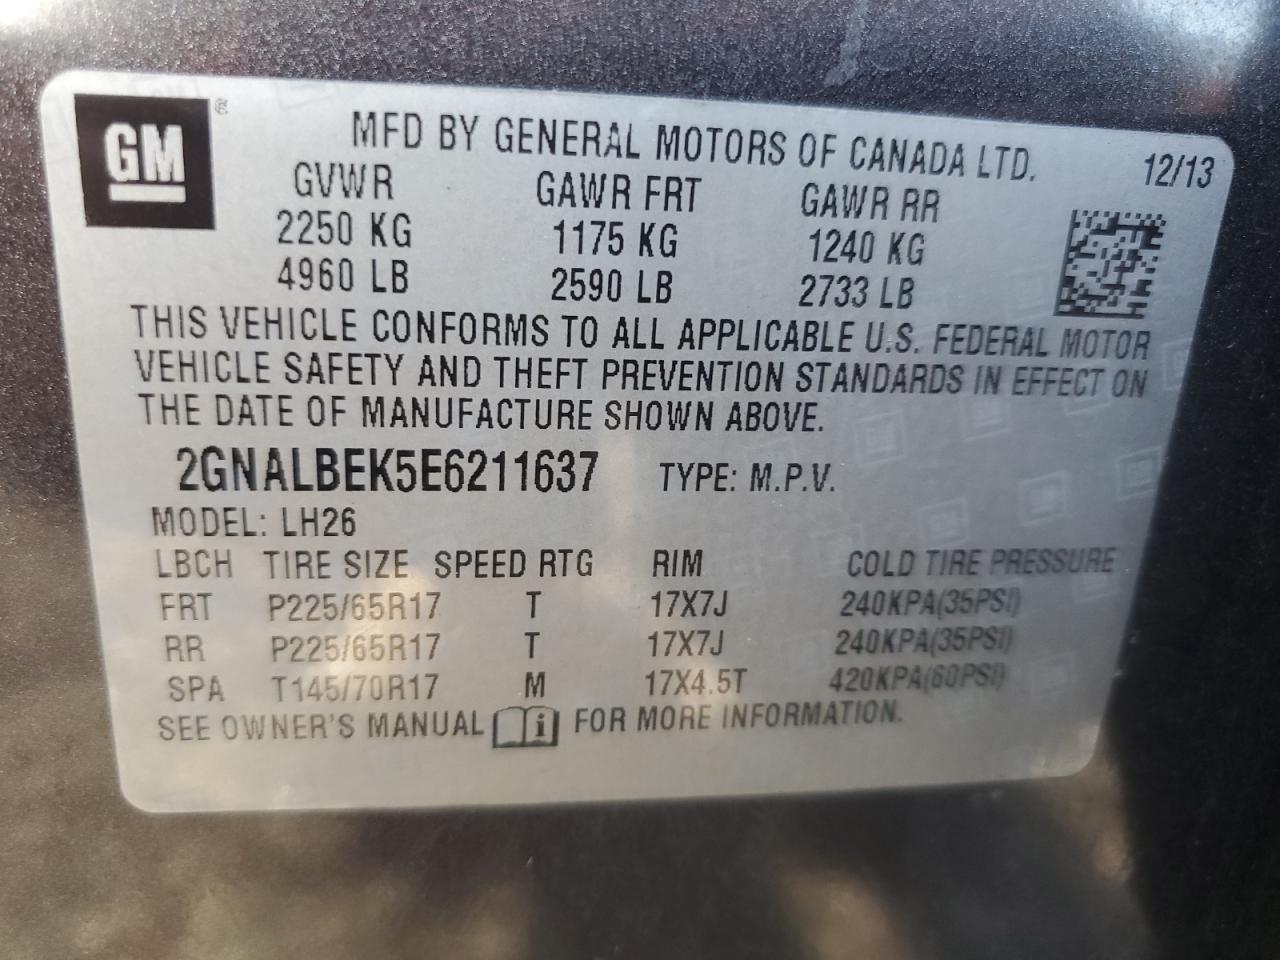 GM ®
MFD BY GENERAL MOTORS OF CANADA LTD.
12/13
GVWR GAWR FRT GAWR RR
2250 KG 1175 KG 1240 KG
4960 LB 2590 LB 2733 LB
THIS VEHICLE CONFORMS TO ALL APPLICABLE U.S. FEDERAL MOTOR
VEHICLE SAFETY AND THEFT PREVENTION STANDARDS IN EFFECT ON
THE DATE OF MANUFACTURE SHOWN ABOVE.
2GNALBEK5E6211637 TYPE: M.P.V.
MODEL: LH26
LBCH TIRE SIZE SPEED RTG RIM COLD TIRE PRESSURE
FRT P225/65R17 T 17X7J 240KPA(35PSI)
RR P225/65R17 T 17X7J 240KPA(35PSI)
SPA T145/70R17 M 17X4.5T 420KPA(60PSI)
SEE OWNER'S MANUAL i FOR MORE INFORMATION.